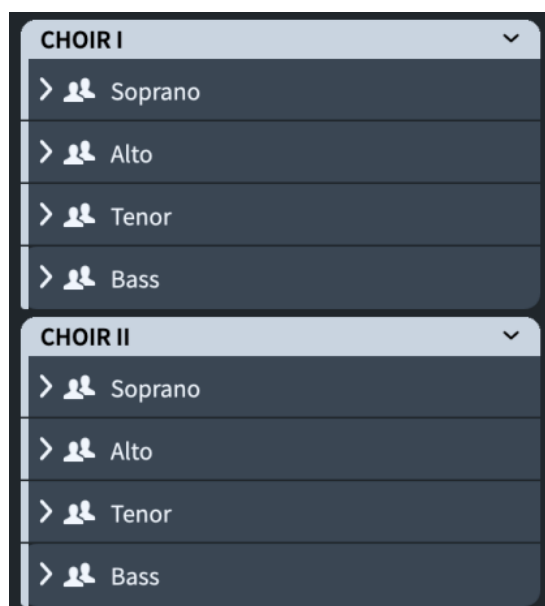 CHOIR I
Soprano
Alto
Tenor
Bass
CHOIR II
Soprano
Alto
Tenor
Bass